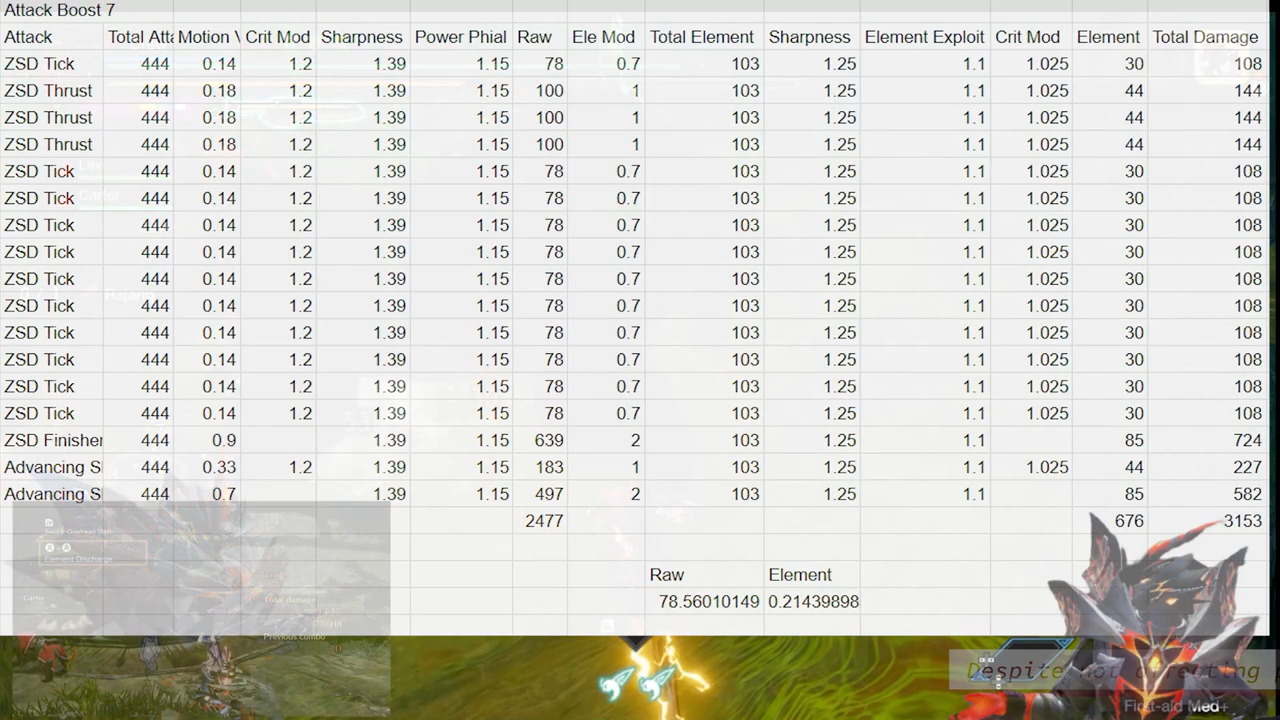 Attack Boost 7
Attack Total Atta Motion V Crit Mod Sharpness Power Phial Raw Ele Mod Total Element Sharpness Element Exploit Crit Mod Element Total Damage
ZSD Tick 444 0.14 1.2 1.39 1.15 78 0.7 103 1.25 1.1 1.025 30 108
ZSD Thrust 444 0.18 1.2 1.39 1.15 100 1 103 1.25 1.1 1.025 44 144
ZSD Thrust 444 0.18 1.2 1.39 1.15 100 1 103 1.25 1.1 1.025 44 144
ZSD Thrust 444 0.18 1.2 1.39 1.15 100 1 103 1.25 1.1 1.025 44 144
ZSD Tick 444 0.14 1.2 1.39 1.15 78 0.7 103 1.25 1.1 1.025 30 108
ZSD Tick 444 0.14 1.2 1.39 1.15 78 0.7 103 1.25 1.1 1.025 30 108
ZSD Tick 444 0.14 1.2 1.39 1.15 78 0.7 103 1.25 1.1 1.025 30 108
ZSD Tick 444 0.14 1.2 1.39 1.15 78 0.7 103 1.25 1.1 1.025 30 108
ZSD Tick 444 0.14 1.2 1.39 1.15 78 0.7 103 1.25 1.1 1.025 30 108
ZSD Tick 444 0.14 1.2 1.39 1.15 78 0.7 103 1.25 1.1 1.025 30 108
ZSD Tick 444 0.14 1.2 1.39 1.15 78 0.7 103 1.25 1.1 1.025 30 108
ZSD Tick 444 0.14 1.2 1.39 1.15 78 0.7 103 1.25 1.1 1.025 30 108
ZSD Tick 444 0.14 1.2 1.39 1.15 78 0.7 103 1.25 1.1 1.025 30 108
ZSD Tick 444 0.14 1.2 1.39 1.15 78 0.7 103 1.25 1.1 1.025 30 108
ZSD Finisher 444 0.9 1.39 1.15 639 2 103 1.25 1.1 85 724
Advancing S 444 0.33 1.2 1.39 1.15 183 1 103 1.25 1.1 1.025 44 227
Advancing S 444 0.7 1.39 1.15 497 2 103 1.25 1.1 85 582
2477 676 3153
Raw Element
78.56010149 0.21439898
Element Discharge
Carter
Total damage
Previous combo
Despite not affecting
First-aid Med+